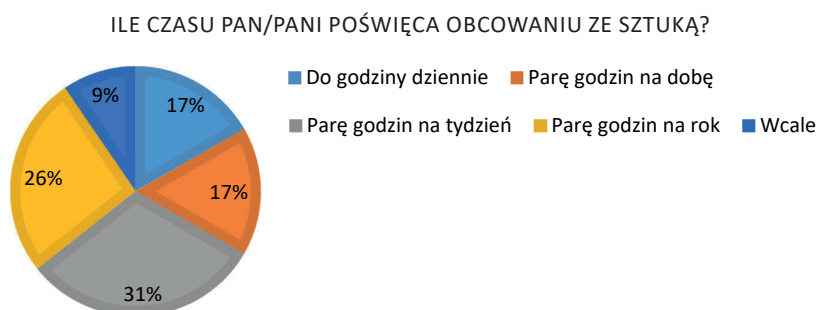 ILE CZASU PAN/PANI POŚWIĘCA OBCOWANIU ZE SZTUKĄ?
Do godziny dziennie Parę godzin na dobę
Parę godzin na tydzień Parę godzin na rok Wcale
9%
17%
26%
17%
31%